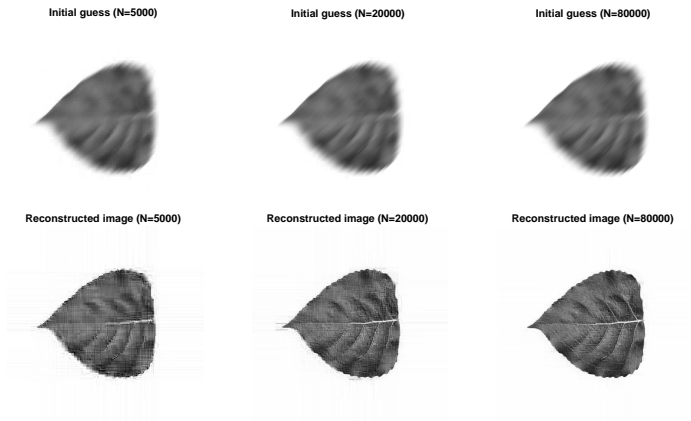 Initial guess (N=5000)
Initial guess (N=20000)
Initial guess (N=80000)
Reconstructed image (N=5000)
Reconstructed image (N=20000)
Reconstructed image (N=80000)